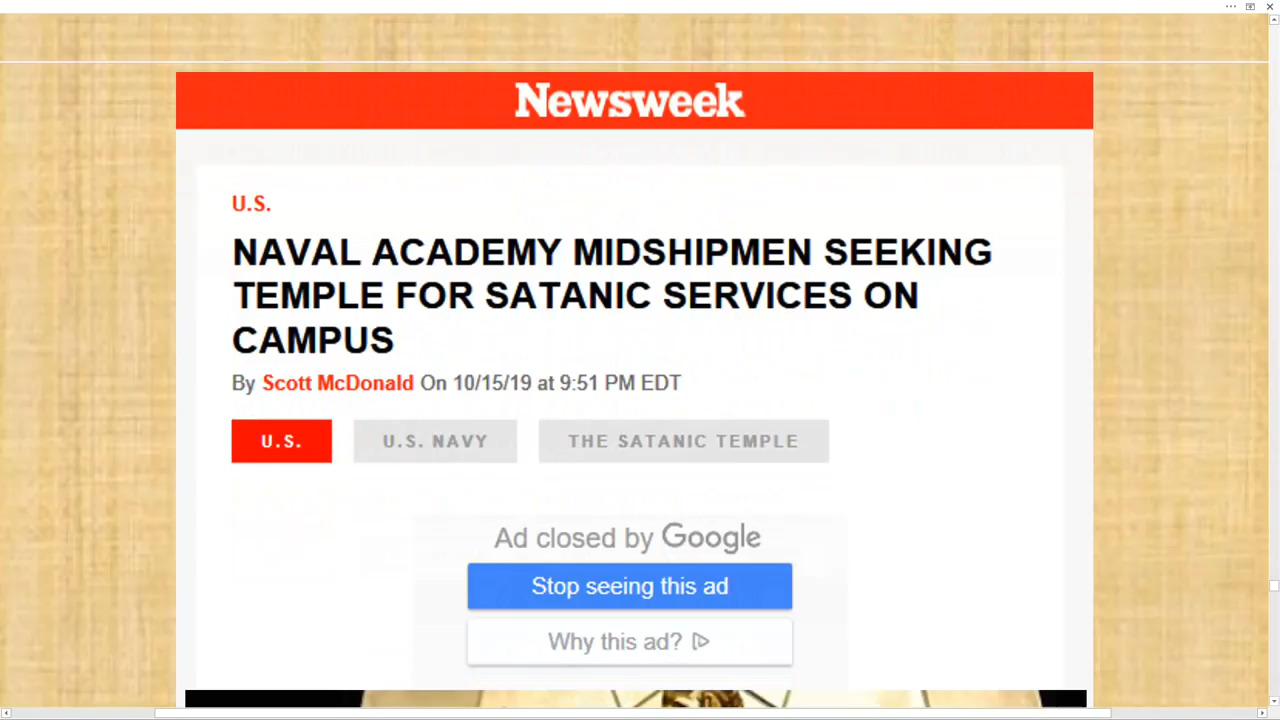 Newsweek
U.S.
NAVAL ACADEMY MIDSHIPMEN SEEKING
TEMPLE FOR SATANIC SERVICES ON
CAMPUS
By Scott McDonald On 10/15/19 at 9:51 PM EDT
U.S. U.S. NAVY THE SATANIC TEMPLE
Ad closed by Google
Stop seeing this ad
Why this ad?